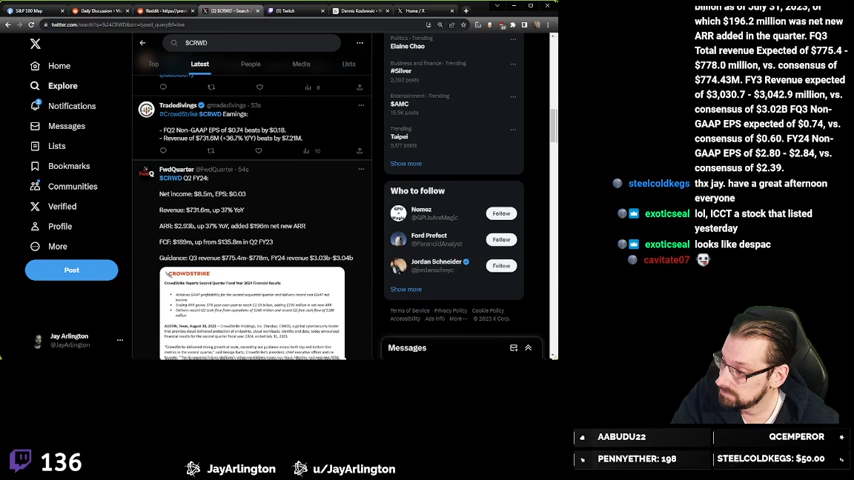 S&P 500 Map
Daily Discussion - V
Reddit - https://prev
(2) $CRWD - Search
(1) Twitch
Dennis Kozlowski
Home / X
$CRWD
Top
Latest
People
Media
Lists
X
Home
Explore
Notifications
Messages
Lists
Bookmarks
Communities
Verified
Profile
More
Post
Jay Arlington
@JayArlington
Tradedivings @tradedivings · 53s
#CrowdStrike $CRWD Earnings:
- FQ2 Non-GAAP EPS of $0.74 beats by $0.18.
- Revenue of $731.6M (+36.7% Y/Y) beats by $7.21M.
FwdQuarter @FwdQuarter · 54s
$CRWD Q2 FY24:
Net income: $8.5m, EPS: $0.03
Revenue: $731.6m, up 37% YoY
ARR: $2.93b, up 37% YoY, added $196m net new ARR
FCF: $189m, up from $135.8m in Q2 FY23
Guidance: Q3 revenue $775.4m-$778m, FY24 revenue $3.03b-$3.04b
CROWDSTRIKE
CrowdStrike Reports Second Quarter Fiscal Year 2024 Financial Results
Politics · Trending
Elaine Chao
Business and finance · Trending
#Silver
Entertainment · Trending
$AMC
Trending
Taipei
Show more
Who to follow
Nemez
@GPUsAreMagic
Follow
Ford Prefect
@ParanoidAnalyst
Follow
Jordan Schneider
@jordanschnyc
Follow
Show more
Terms of Service Privacy Policy Cookie Policy
Accessibility Ads info More ··· © 2023 X Corp.
Messages
billion as of July 31, 2023, of
which $196.2 million was net new
ARR added in the quarter. FQ3
Total revenue Expected of $775.4 -
$778.0 million, vs. consensus of
$774.43M. FY3 Revenue expected
of $3,030.7 - $3,042.9 million, vs.
consensus of $3.02B FQ3 Non-
GAAP EPS expected of $0.74, vs.
consensus of $0.60. FY24 Non-
GAAP EPS of $2.80 - $2.84, vs.
consensus of $2.39.
steelcoldkegs thx jay. have a great afternoon
everyone
exoticseal lol, ICCT a stock that listed
yesterday
exoticseal looks like despac
cavitate07
136
JayArlington
u/JayArlington
AABUDU22
QCEMPEROR
PENNYETHER: 198
STEELCOLDKEGS: $50.00